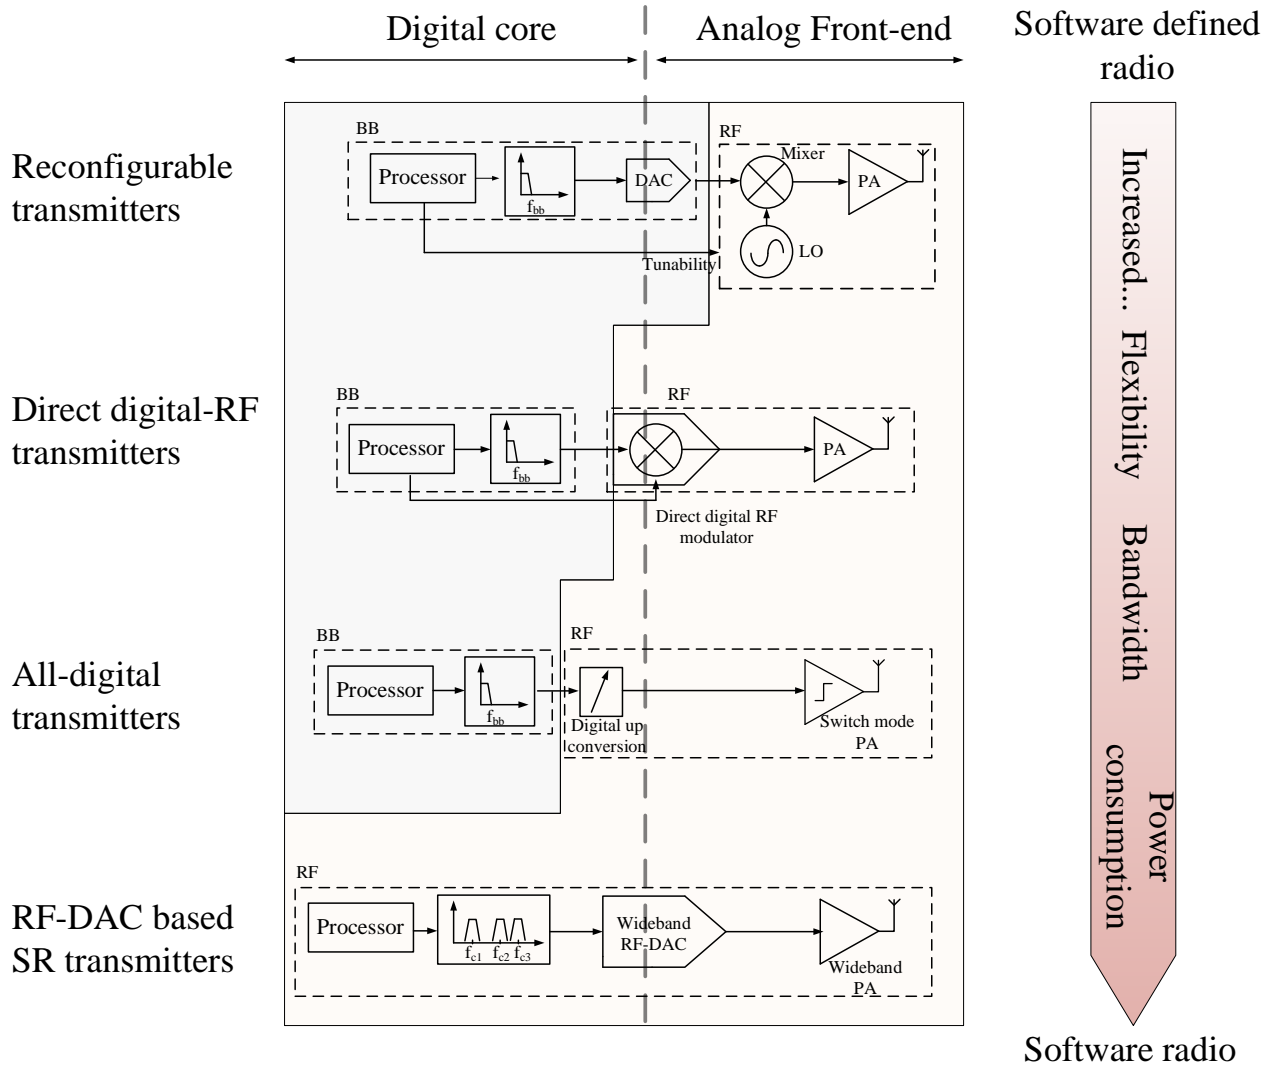 Digital core
Analog Front-end
Software defined
radio
Reconfigurable
transmitters
BB
Processor
f_bb
DAC
Tunability
RF
Mixer
PA
LO
Direct digital-RF
transmitters
BB
Processor
f_bb
RF
PA
Direct digital RF
modulator
All-digital
transmitters
BB
Processor
f_bb
RF
Digital up
conversion
Switch mode
PA
RF-DAC based
SR transmitters
RF
Processor
f_c1 f_c2 f_c3
Wideband
RF-DAC
Wideband
PA
Increased... Flexibility Bandwidth
Power
consumption
Software radio